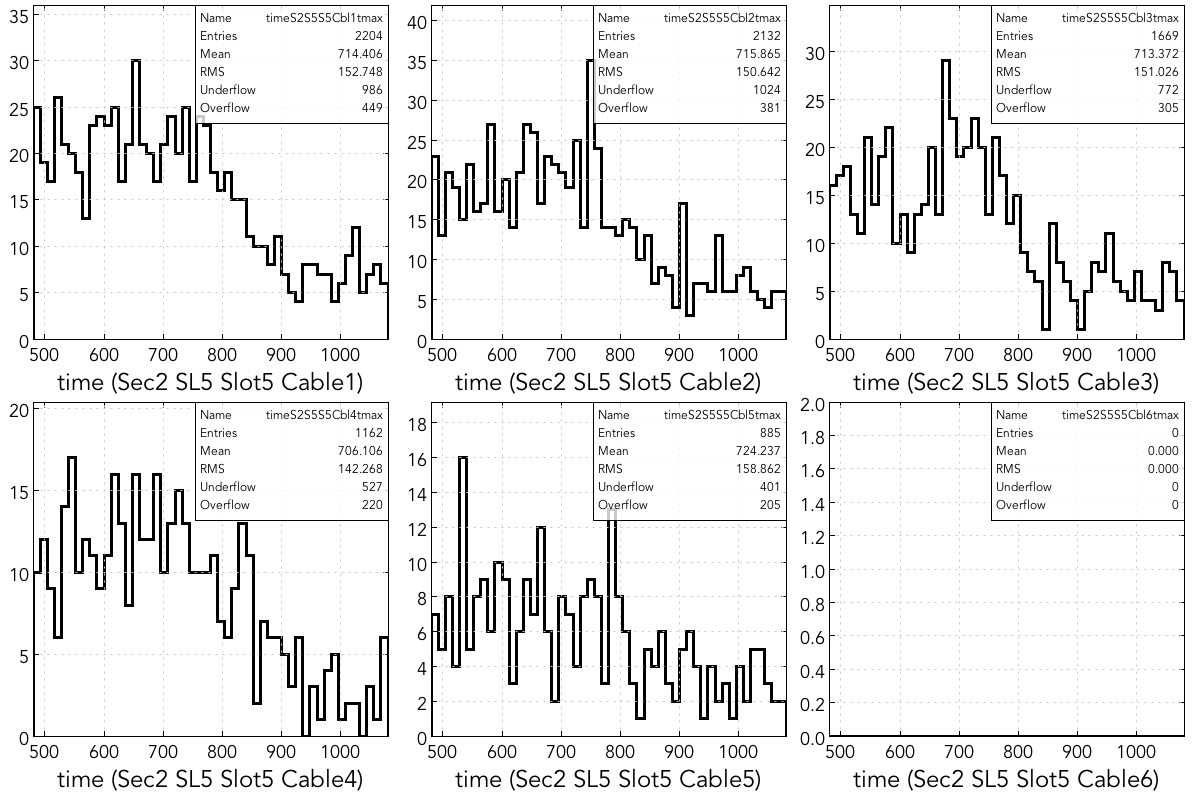 Name timeS2S5S5Cbl1tmax
Entries 2204
Mean 714.406
RMS 152.748
Underflow 986
Overflow 449
35
30
25
20
15
10
5
0
500 600 700 800 900 1000
time (Sec2 SL5 Slot5 Cable1)
Name timeS2S5S5Cbl2tmax
Entries 2132
Mean 715.865
RMS 150.642
Underflow 1024
Overflow 381
40
35
30
25
20
15
10
5
0
500 600 700 800 900 1000
time (Sec2 SL5 Slot5 Cable2)
Name timeS2S5S5Cbl3tmax
Entries 1669
Mean 713.372
RMS 151.026
Underflow 772
Overflow 305
30
25
20
15
10
5
0
500 600 700 800 900 1000
time (Sec2 SL5 Slot5 Cable3)
Name timeS2S5S5Cbl4tmax
Entries 1162
Mean 706.106
RMS 142.268
Underflow 527
Overflow 220
20
15
10
5
0
500 600 700 800 900 1000
time (Sec2 SL5 Slot5 Cable4)
Name timeS2S5S5Cbl5tmax
Entries 885
Mean 724.237
RMS 158.862
Underflow 401
Overflow 205
18
16
14
12
10
8
6
4
2
0
500 600 700 800 900 1000
time (Sec2 SL5 Slot5 Cable5)
Name timeS2S5S5Cbl6tmax
Entries 0
Mean 0.000
RMS 0.000
Underflow 0
Overflow 0
2.0
1.8
1.6
1.4
1.2
1.0
0.8
0.6
0.4
0.2
0.0
500 600 700 800 900 1000
time (Sec2 SL5 Slot5 Cable6)